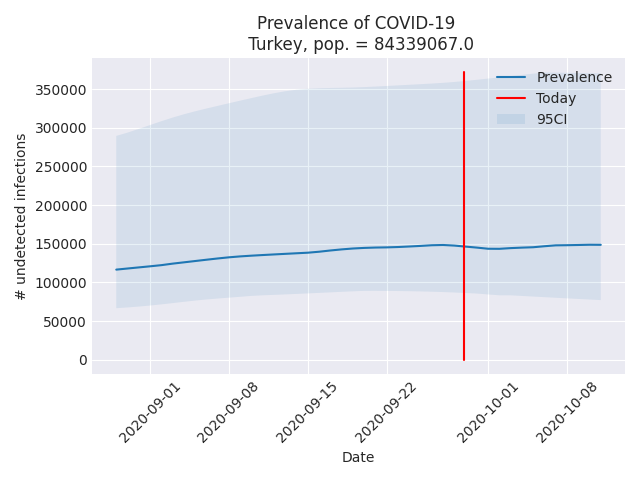 Prevalence of COVID-19
Turkey, pop. = 84339067.0
Prevalence
Today
95CI
350000
300000
250000
200000
150000
100000
50000
0
# undetected infections
2020-09-01
2020-09-08
2020-09-15
2020-09-22
2020-10-01
2020-10-08
Date